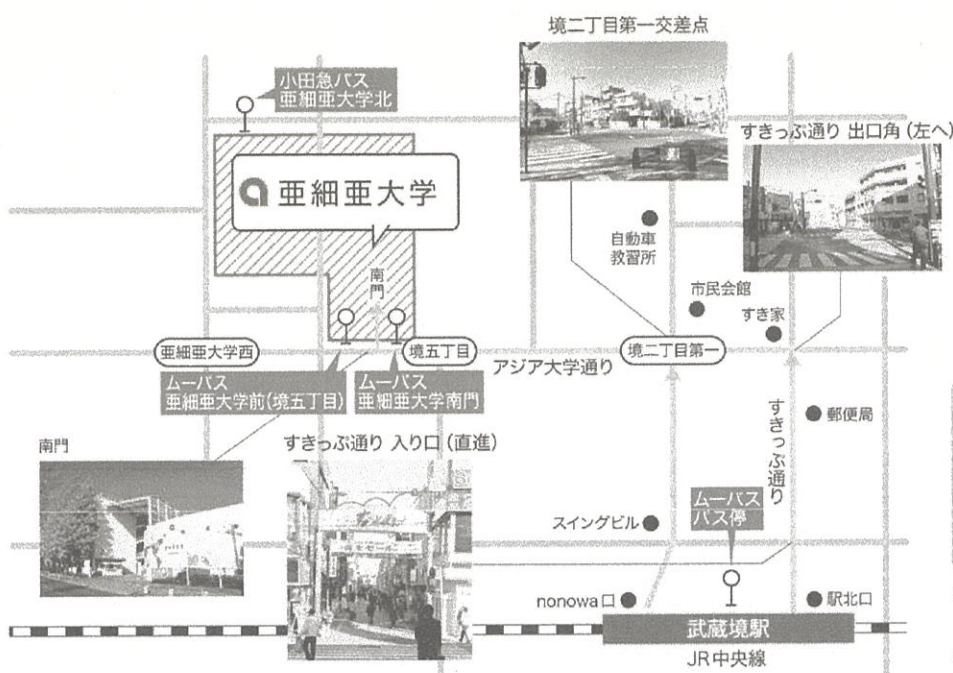 境二丁目第一交差点
小田急バス
亜細亜大学北
すきっぷ通り 出口角(左へ)
亜細亜大学
自動車
教習所
南門
市民会館
すき家
亜細亜大学西
境五丁目
境二丁目第一
アジア大学通り
ムーバス
亜細亜大学前(境五丁目)
ムーバス
亜細亜大学南門
郵便局
すきっぷ通り
南門
すきっぷ通り 入り口(直進)
ムーバス
バス停
スイングビル
nonowa口
駅北口
武蔵境駅
JR中央線